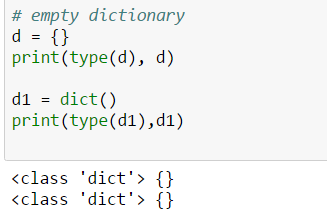 # empty dictionary
d = {}
print(type(d), d)
d1 = dict()
print(type(d1),d1)
<class 'dict'> {}
<class 'dict'> {}